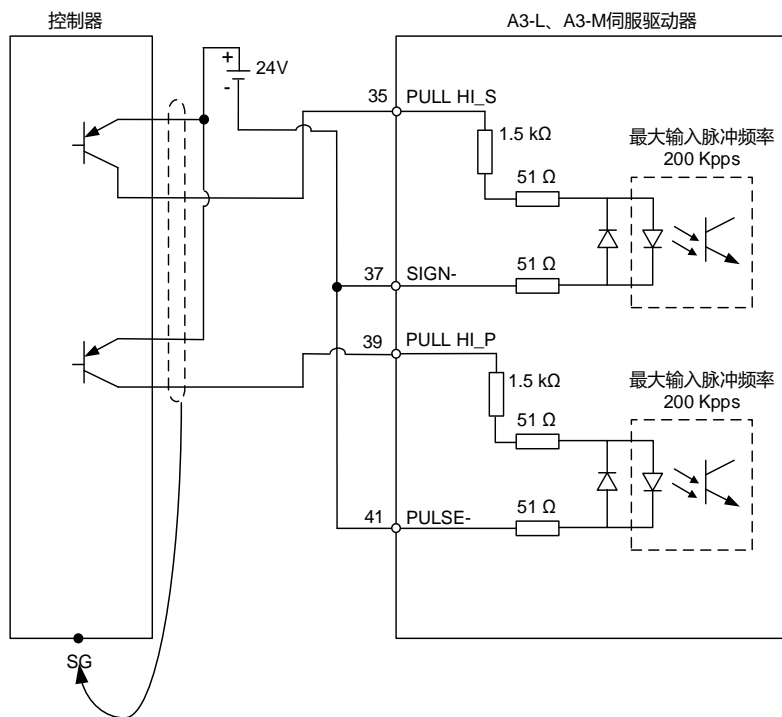 控制器
A3-L、A3-M伺服驱动器
+
-
24V
35
PULL HI_S
1.5 kΩ
51 Ω
最大输入脉冲频率
200 Kpps
37
SIGN-
51 Ω
39
PULL HI_P
1.5 kΩ
51 Ω
最大输入脉冲频率
200 Kpps
41
PULSE-
51 Ω
SG